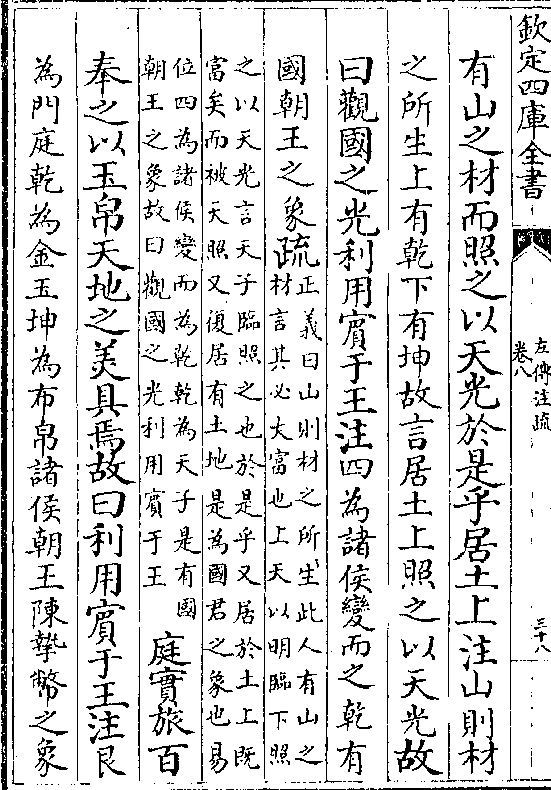 欽定四庫全書
左傳注疏
卷八
三十八
有山之材而照之以天光於是乎居土上注山則材
之所生上有乾下有坤故言居土上照之以天光故
曰觀國之光利用賓于王注四為諸侯變而之乾有
國朝王之象疏
正義曰山則材之所生此人有山之
材言其必大富也上天以明臨下照
之以天光言天子臨照之也於是乎又居於土上既
富矣而被天照又復居有土地是為國君之象也易
位四為諸侯變而為乾乾為天子是有國
朝王之象故曰觀國之光利用賓于王
庭實旅百
奉之以玉帛天地之美具焉故曰利用賓于王注艮
為門庭乾為金玉坤為布帛諸侯朝王陳摯幣之象